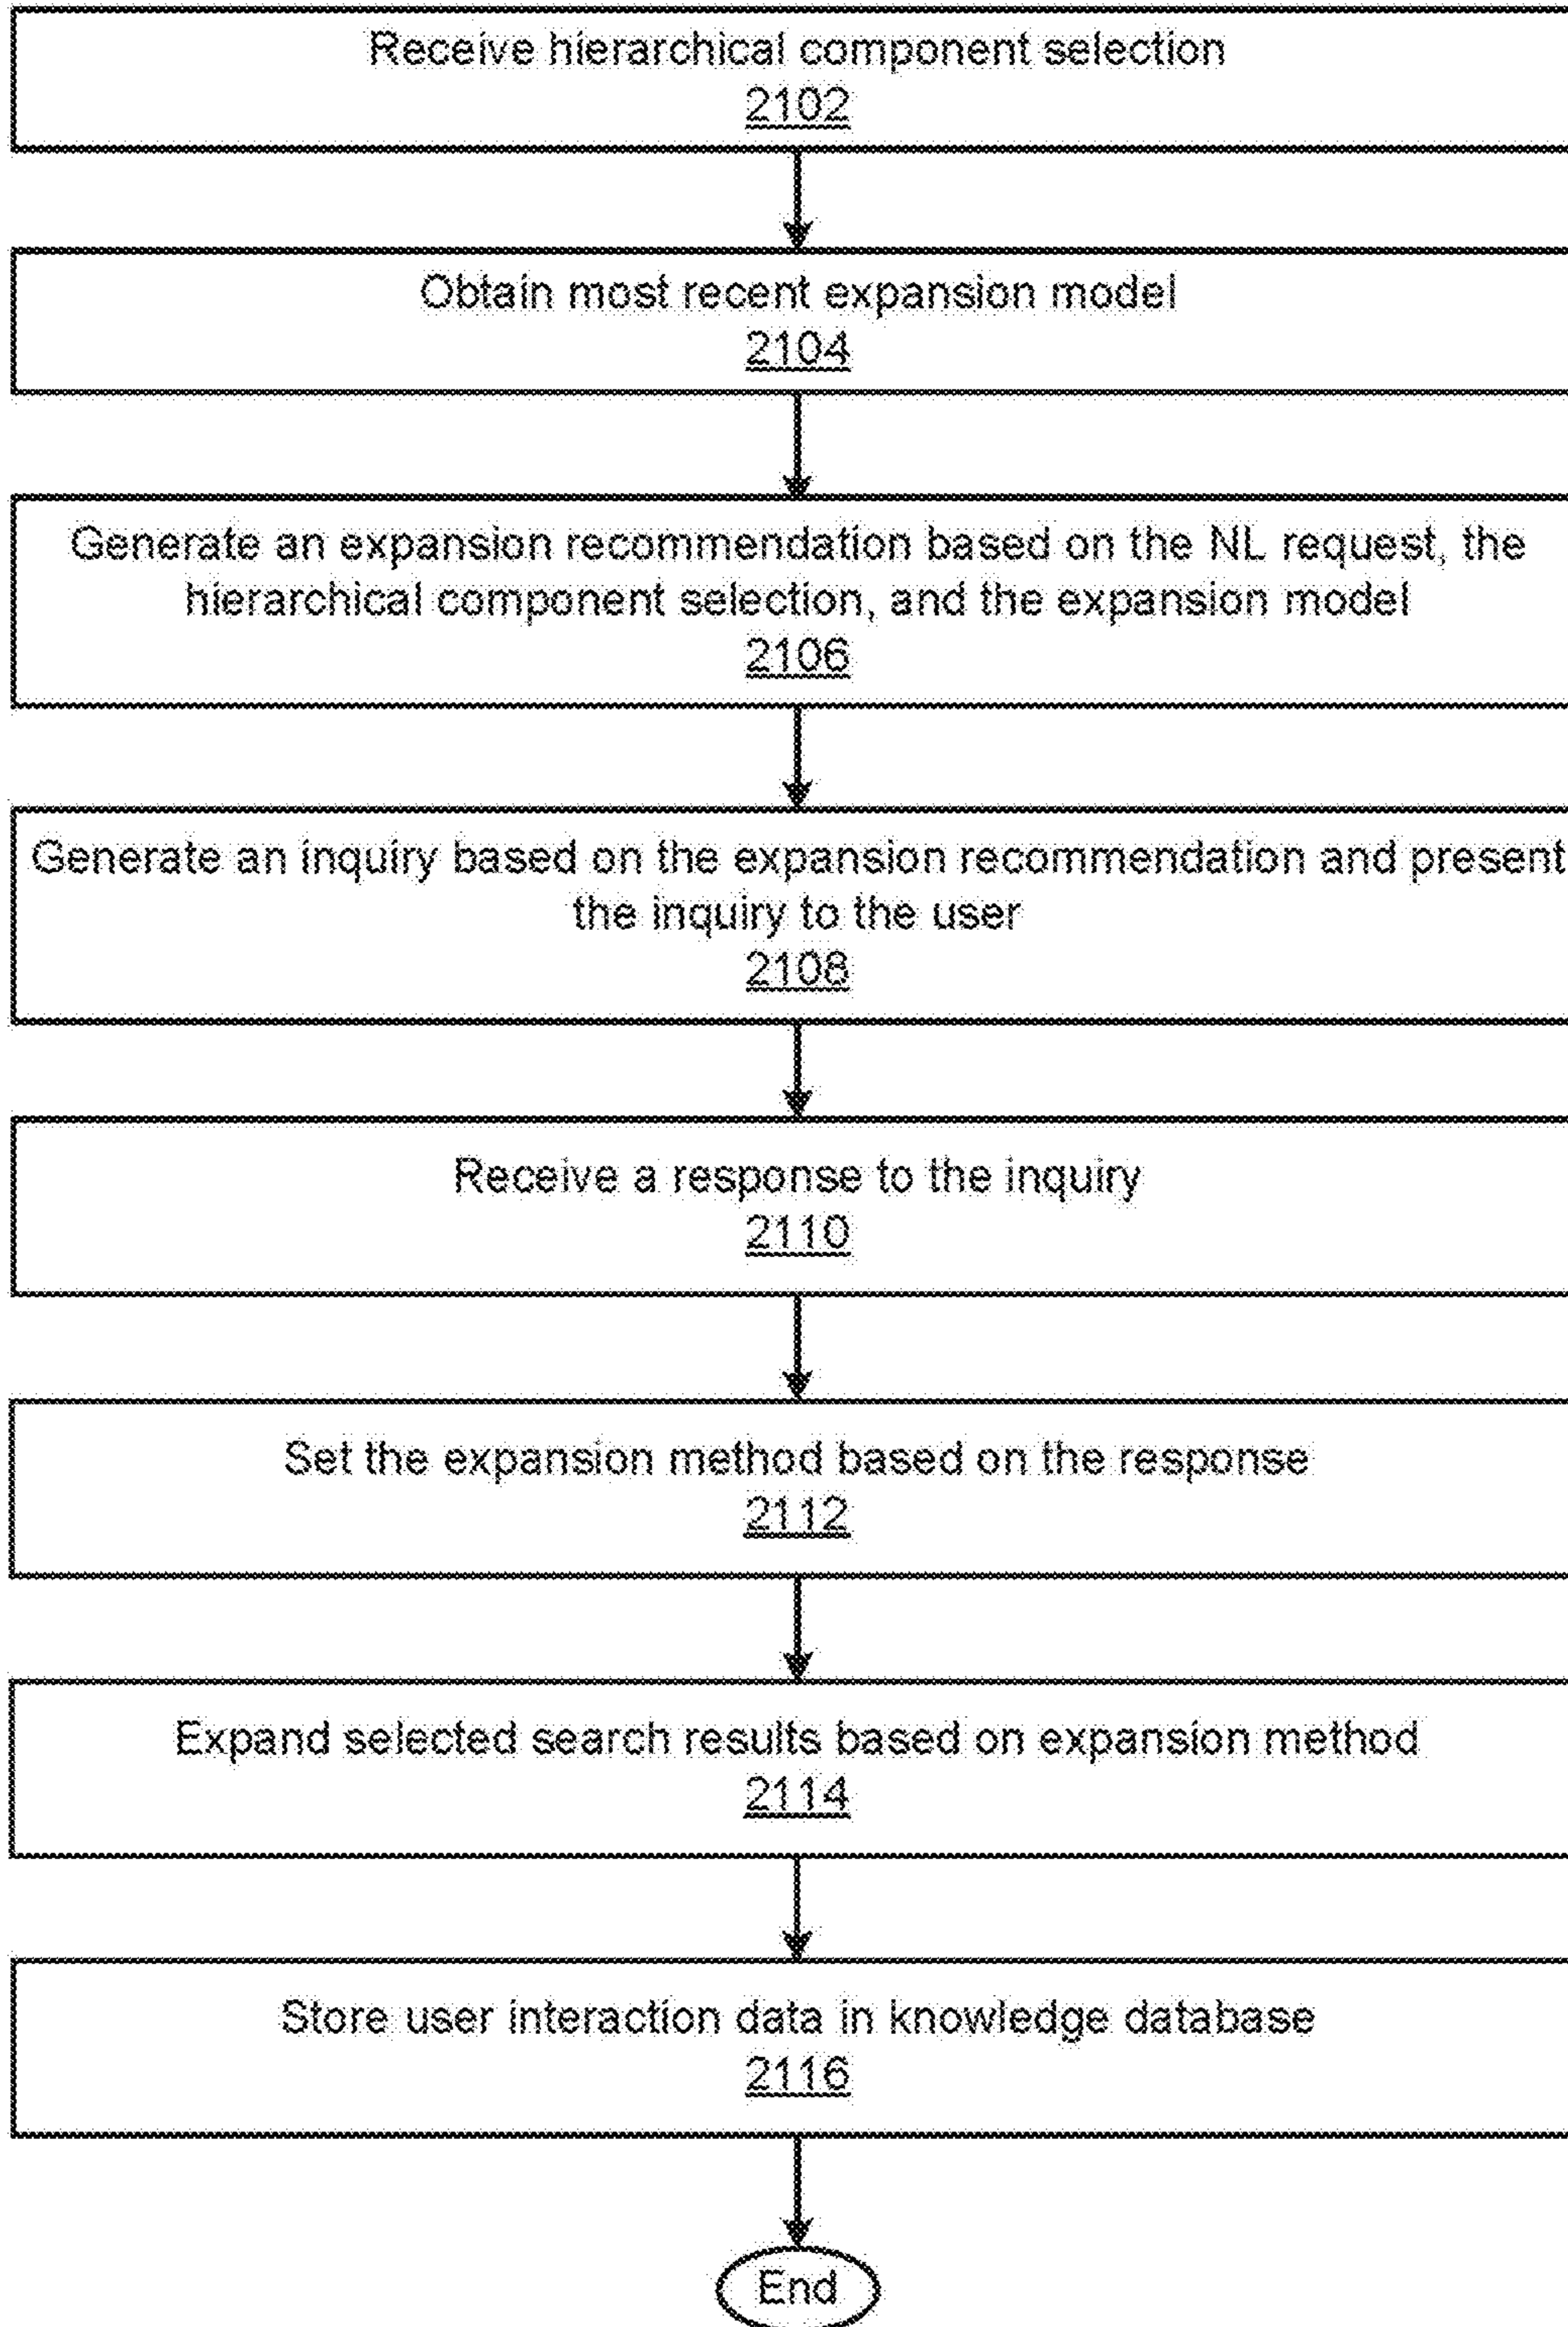 Receive hierarchical component selection
2102
Obtain most recent expansion model
2104
Generate an expansion recommendation based on the NL request, the
hierarchical component selection, and the expansion model
2106
Generate an inquiry based on the expansion recommendation and present
the inquiry to the user
2108
Receive a response to the inquiry
2110
Set the expansion method based on the response
2112
Expand selected search results based on expansion method
2114
Store user interaction data in knowledge database
2116
End